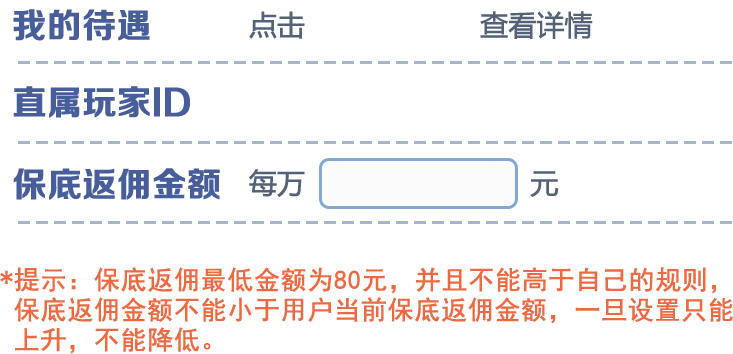 我的待遇 点击 查看详情
直属玩家ID
保底返佣金额 每万 元
*提示：保底返佣最低金额为80元，并且不能高于自己的规则，
保底返佣金额不能小于用户当前保底返佣金额，一旦设置只能
上升，不能降低。